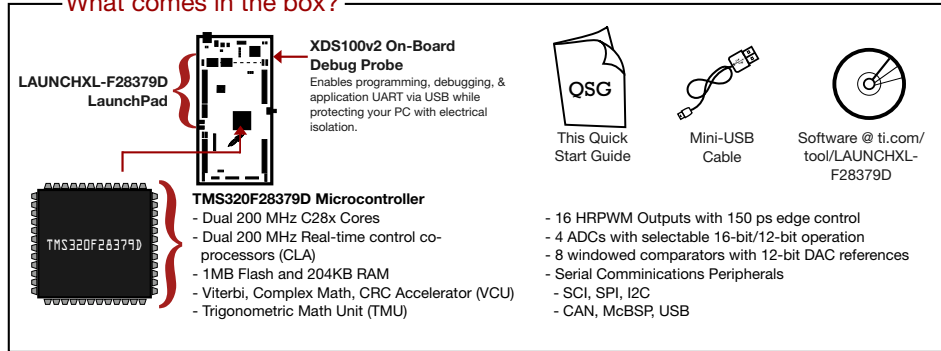 What comes in the box?
LAUNCHXL-F28379D
LaunchPad
XDS100v2 On-Board
Debug Probe
Enables programming, debugging, &
application UART via USB while
protecting your PC with electrical
isolation.
QSG
This Quick
Start Guide
Mini-USB
Cable
Software @ ti.com/
tool/LAUNCHXL-
F28379D
TMS320F28379D
TMS320F28379D Microcontroller
- Dual 200 MHz C28x Cores
- Dual 200 MHz Real-time control co-
processors (CLA)
- 1MB Flash and 204KB RAM
- Viterbi, Complex Math, CRC Accelerator (VCU)
- Trigonometric Math Unit (TMU)
- 16 HRPWM Outputs with 150 ps edge control
- 4 ADCs with selectable 16-bit/12-bit operation
- 8 windowed comparators with 12-bit DAC references
- Serial Comminications Peripherals
- SCI, SPI, I2C
- CAN, McBSP, USB